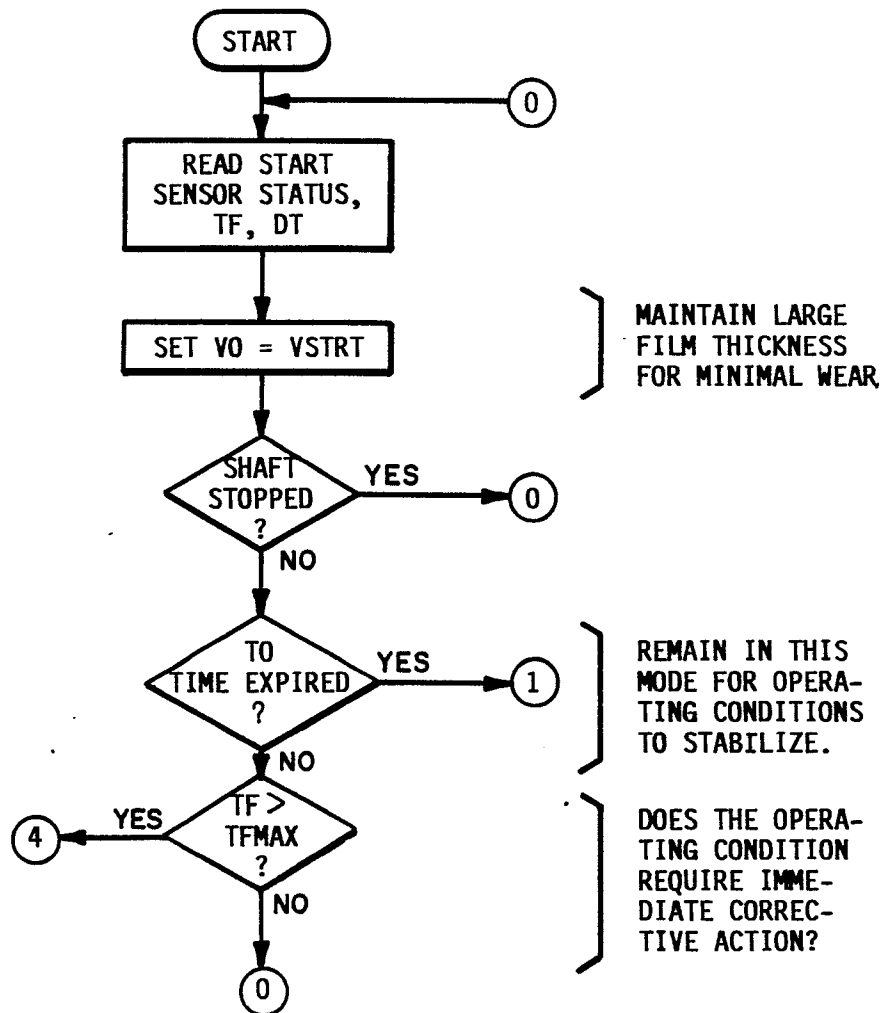 START
0
READ START
SENSOR STATUS,
TF, DT
SET VO = VSTRT
MAINTAIN LARGE
FILM THICKNESS
FOR MINIMAL WEAR.
SHAFT
STOPPED
?
YES
0
NO
TO
TIME EXPIRED
?
YES
1
REMAIN IN THIS
MODE FOR OPERA-
TING CONDITIONS
TO STABILIZE.
NO
TF >
TFMAX
?
YES
4
DOES THE OPERA-
TING CONDITION
REQUIRE IMME-
DIATE CORREC-
TIVE ACTION?
NO
0